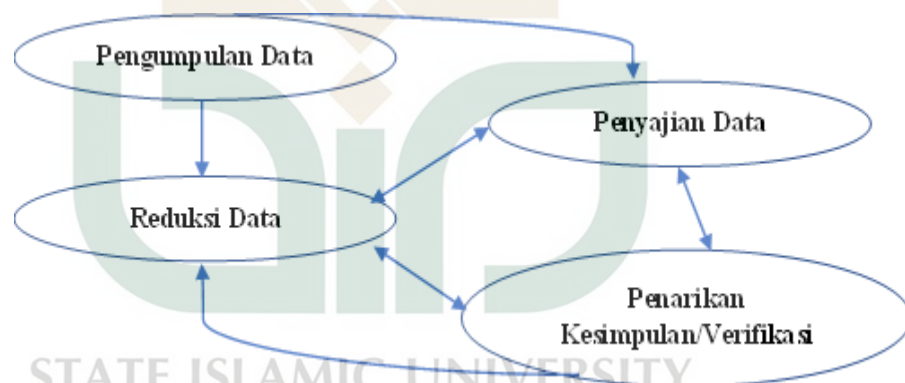 Pengumpulan Data
Penyajian Data
Reduksi Data
Penarikan
Kesimpulan/Verifikasi
STATE ISLAMIC UNIVERSITY